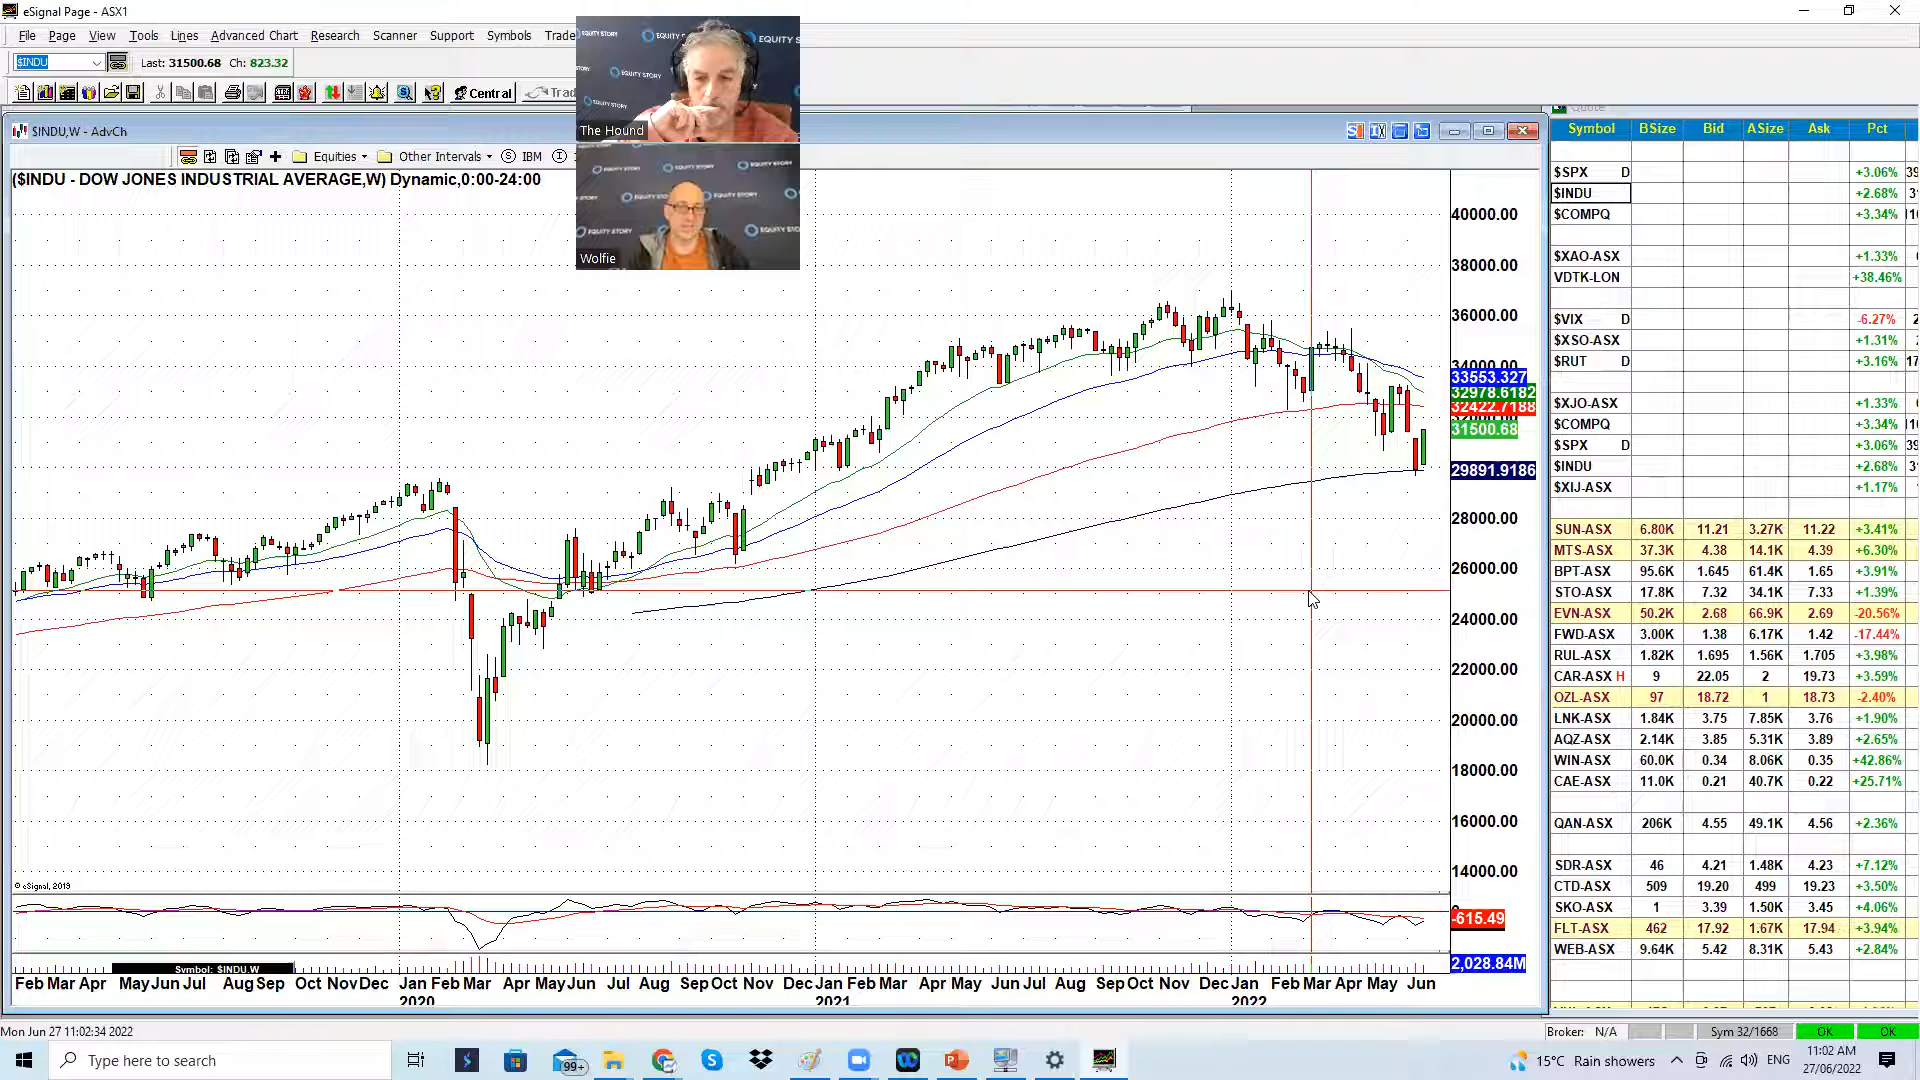 eSignal Page - ASX1
File Page View Tools Lines Advanced Chart Research Scanner Support Symbols Trade
$INDU Last: 31500.68 Ch: 823.32
Central Trad
EQUITY STORY
The Hound
Wolfie
$INDU,W - AdvCh
Equities Other Intervals IBM
($INDU - DOW JONES INDUSTRIAL AVERAGE,W) Dynamic,0:00-24:00
40000.00
38000.00
36000.00
34000.00
33553.327
32978.6182
32422.7188
31500.68
29891.9186
28000.00
26000.00
24000.00
22000.00
20000.00
18000.00
16000.00
14000.00
© eSignal, 2019
-615.49
2,028.84M
Symbol: $INDU,W
Feb Mar Apr May Jun Jul Aug Sep Oct Nov Dec Jan Feb Mar Apr May Jun Jul Aug Sep Oct Nov Dec Jan Feb Mar Apr May Jun Jul Aug Sep Oct Nov Dec Jan Feb Mar Apr May Jun
2020 2021 2022
Quote
Symbol BSize Bid ASize Ask Pct
$SPX D +3.06% 39
$INDU +2.68% 3
$COMPQ +3.34% 110
$XAO-ASX +1.33%
VDTK-LON +38.46%
$VIX D -6.27% 2
$XSO-ASX +1.31%
$RUT D +3.16% 17
$XJO-ASX +1.33%
$COMPQ +3.34% 110
$SPX D +3.06% 39
$INDU +2.68% 3
$XIJ-ASX +1.17%
SUN-ASX 6.80K 11.21 3.27K 11.22 +3.41%
MTS-ASX 37.3K 4.38 14.1K 4.39 +6.30%
BPT-ASX 95.6K 1.645 61.4K 1.65 +3.91%
STO-ASX 17.8K 7.32 34.1K 7.33 +1.39%
EVN-ASX 50.2K 2.68 66.9K 2.69 -20.56%
FWD-ASX 3.00K 1.38 6.17K 1.42 -17.44%
RUL-ASX 1.82K 1.695 1.56K 1.705 +3.98%
CAR-ASX H 9 22.05 2 19.73 +3.59%
OZL-ASX 97 18.72 1 18.73 -2.40%
LNK-ASX 1.84K 3.75 7.85K 3.76 +1.90%
AQZ-ASX 2.14K 3.85 5.31K 3.89 +2.65%
WIN-ASX 60.0K 0.34 8.06K 0.35 +42.86%
CAE-ASX 11.0K 0.21 40.7K 0.22 +25.71%
QAN-ASX 206K 4.55 49.1K 4.56 +2.36%
SDR-ASX 46 4.21 1.48K 4.23 +7.12%
CTD-ASX 509 19.20 499 19.23 +3.50%
SKO-ASX 1 3.39 1.50K 3.45 +4.06%
FLT-ASX 462 17.92 1.67K 17.94 +3.94%
WEB-ASX 9.64K 5.42 8.31K 5.43 +2.84%
Mon Jun 27 11:02:34 2022
Broker: N/A Sym 32/1668 OK OK
Type here to search
99+
15°C Rain showers ENG 11:02 AM
27/06/2022